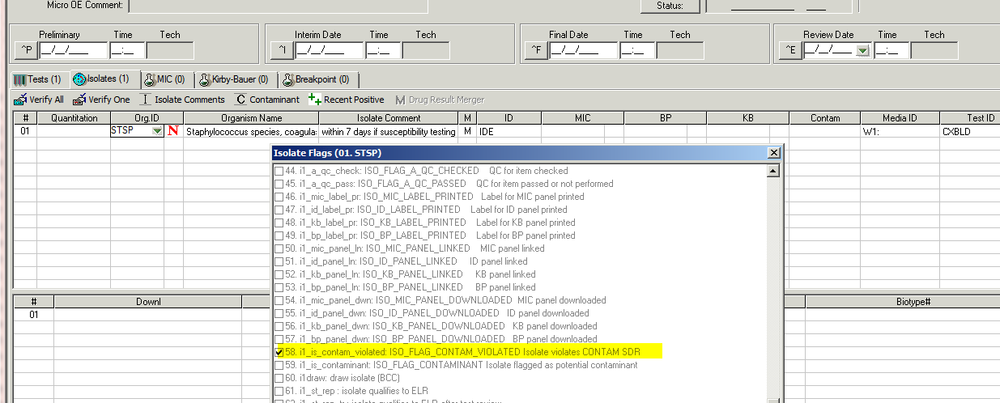 Micro OE Comment:
Status:
Preliminary Time Tech
^P __/__/___ __:__
Interim Date Time Tech
^I __/__/___ __:__
Final Date Time Tech
^F __/__/___ __:__
Review Date Time Tech
^E __/__/___ __:__
Tests (1) Isolates (1) MIC (0) Kirby-Bauer (0) Breakpoint (0)
Verify All Verify One I Isolate Comments C Contaminant Recent Positive M Drug Result Merger
# Quantitation Org.ID Organism Name Isolate Comment M ID MIC BP KB Contam Media ID Test ID
01 STSP N Staphylococcus species, coagula: within 7 days if susceptibility testing M IDE W1: CXBLD
Isolate Flags (01. STSP)
44. i1_a_qc_check: ISO_FLAG_A_QC_CHECKED QC for item checked
45. i1_a_qc_pass: ISO_FLAG_A_QC_PASSED QC for item passed or not performed
46. i1_mic_label_pr: ISO_MIC_LABEL_PRINTED Label for MIC panel printed
47. i1_id_label_pr: ISO_ID_LABEL_PRINTED Label for ID panel printed
48. i1_kb_label_pr: ISO_KB_LABEL_PRINTED Label for KB panel printed
49. i1_bp_label_pr: ISO_BP_LABEL_PRINTED Label for BP panel printed
50. i1_mic_panel_ln: ISO_MIC_PANEL_LINKED MIC panel linked
51. i1_id_panel_ln: ISO_ID_PANEL_LINKED ID panel linked
52. i1_kb_panel_ln: ISO_KB_PANEL_LINKED KB panel linked
53. i1_bp_panel_ln: ISO_BP_PANEL_LINKED BP panel linked
54. i1_mic_panel_dwn: ISO_MIC_PANEL_DOWNLOADED MIC panel downloaded
55. i1_id_panel_dwn: ISO_ID_PANEL_DOWNLOADED ID panel downloaded
56. i1_kb_panel_dwn: ISO_KB_PANEL_DOWNLOADED KB panel downloaded
57. i1_bp_panel_dwn: ISO_BP_PANEL_DOWNLOADED BP panel downloaded
58. i1_is_contam_violated: ISO_FLAG_CONTAM_VIOLATED Isolate violates CONTAM SDR
59. i1_is_contaminant: ISO_FLAG_CONTAMINANT Isolate flagged as potential contaminant
60. i1draw: draw isolate (BCC)
61. i1_st_rep : isolate qualifies to ELR
# Downl Biotype#
01